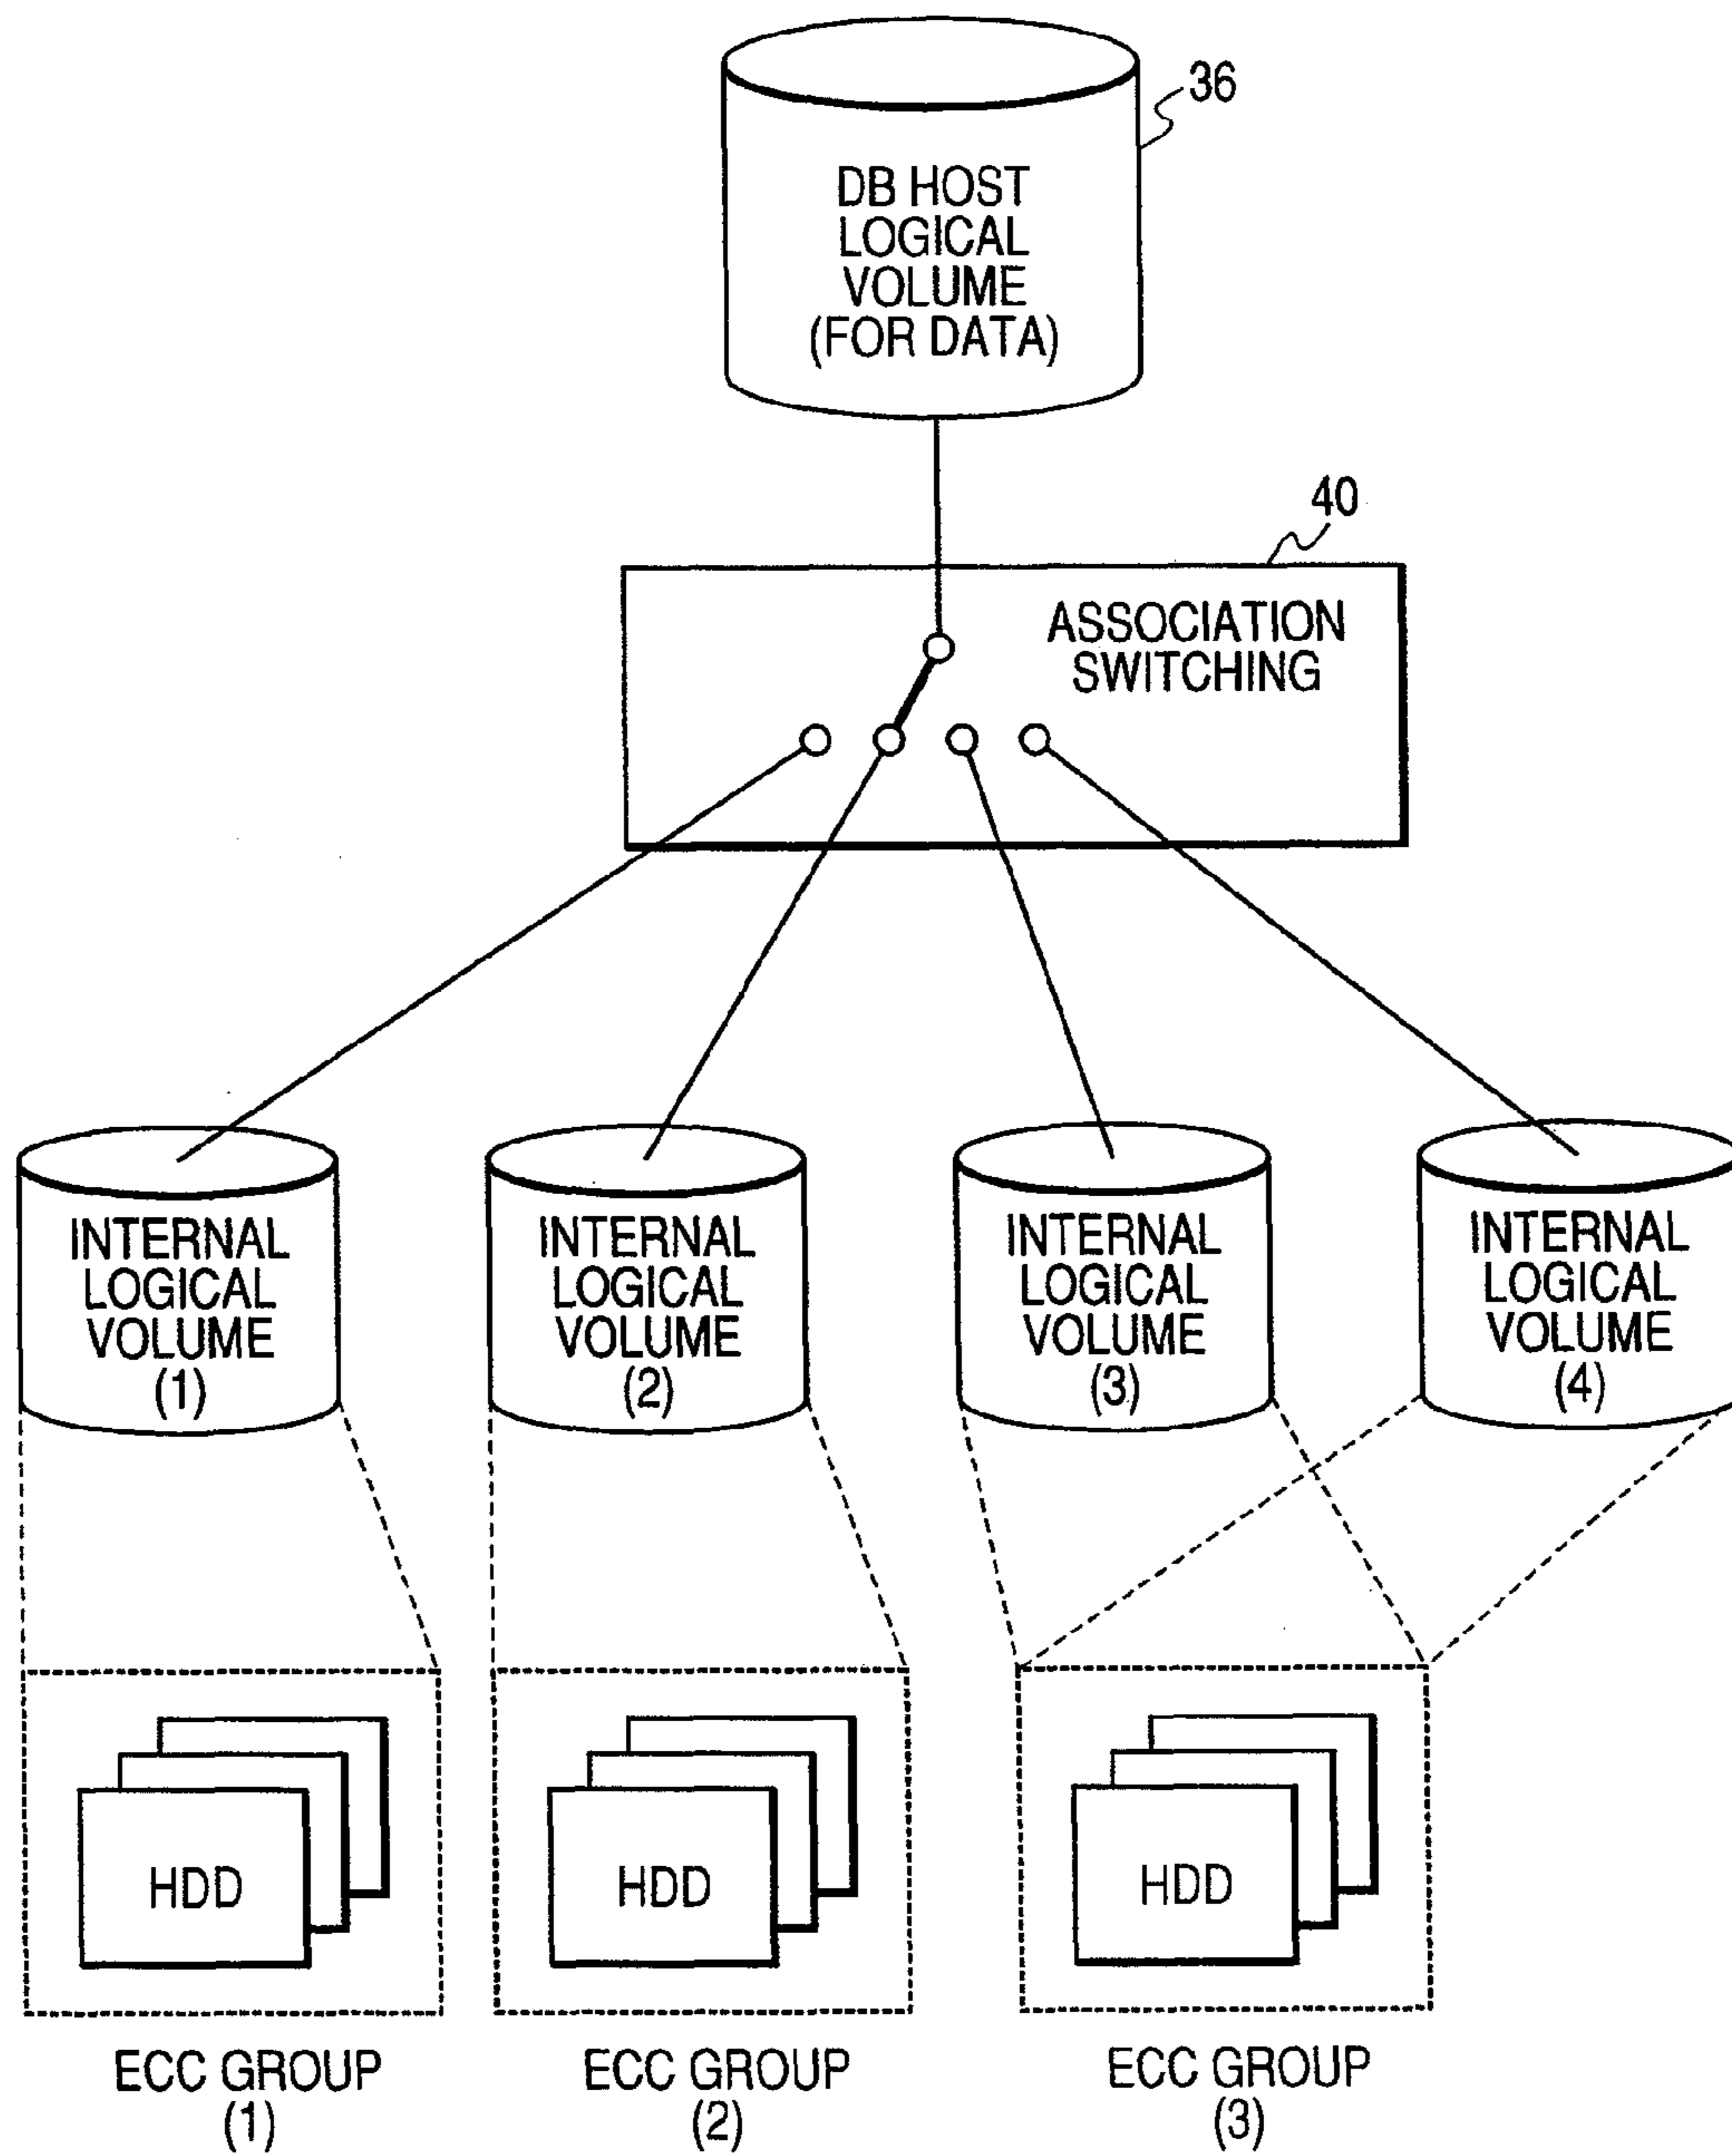 36
DB HOST
LOGICAL
VOLUME
(FOR DATA)
40
ASSOCIATION
SWITCHING
INTERNAL
LOGICAL
VOLUME
(1)
INTERNAL
LOGICAL
VOLUME
(2)
INTERNAL
LOGICAL
VOLUME
(3)
INTERNAL
LOGICAL
VOLUME
(4)
HDD
HDD
HDD
ECC GROUP
(1)
ECC GROUP
(2)
ECC GROUP
(3)